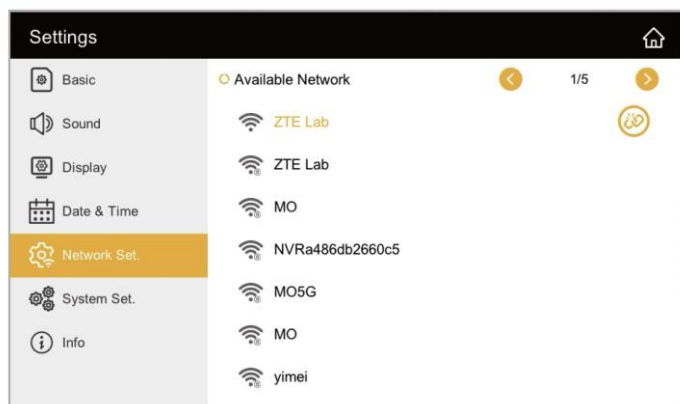 Settings
Basic
Sound
Display
Date & Time
Network Set.
System Set.
Info
Available Network
1/5
ZTE Lab
ZTE Lab
MO
NVRa486db2660c5
MO5G
MO
yimei